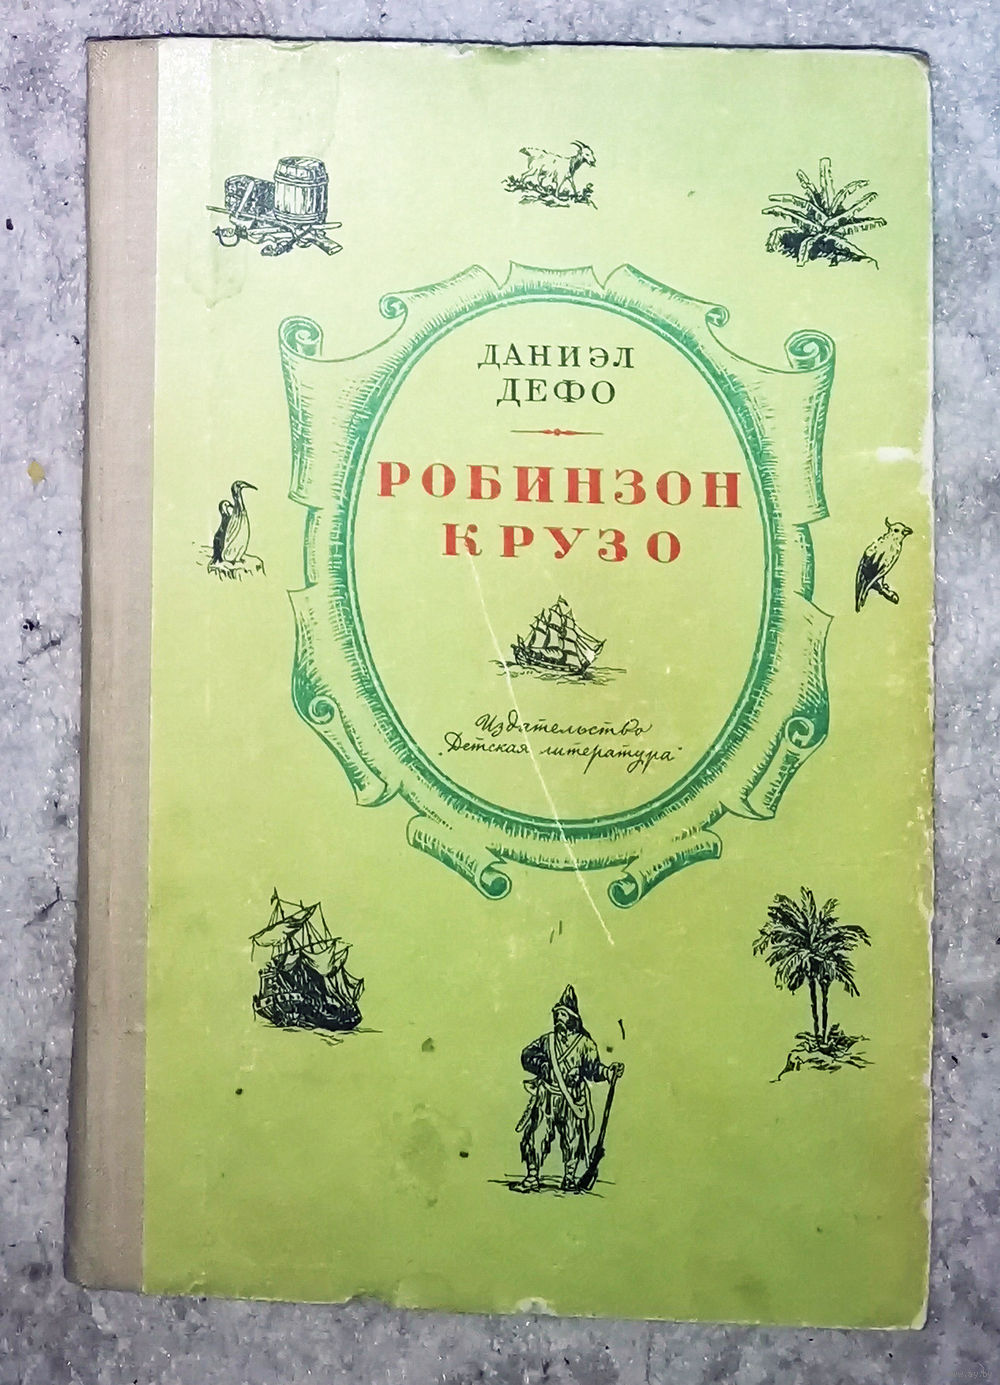 ДАНИЭЛ
ДЕФО
РОБИНЗОН
КРУЗО
Издательство
„Детская литература"